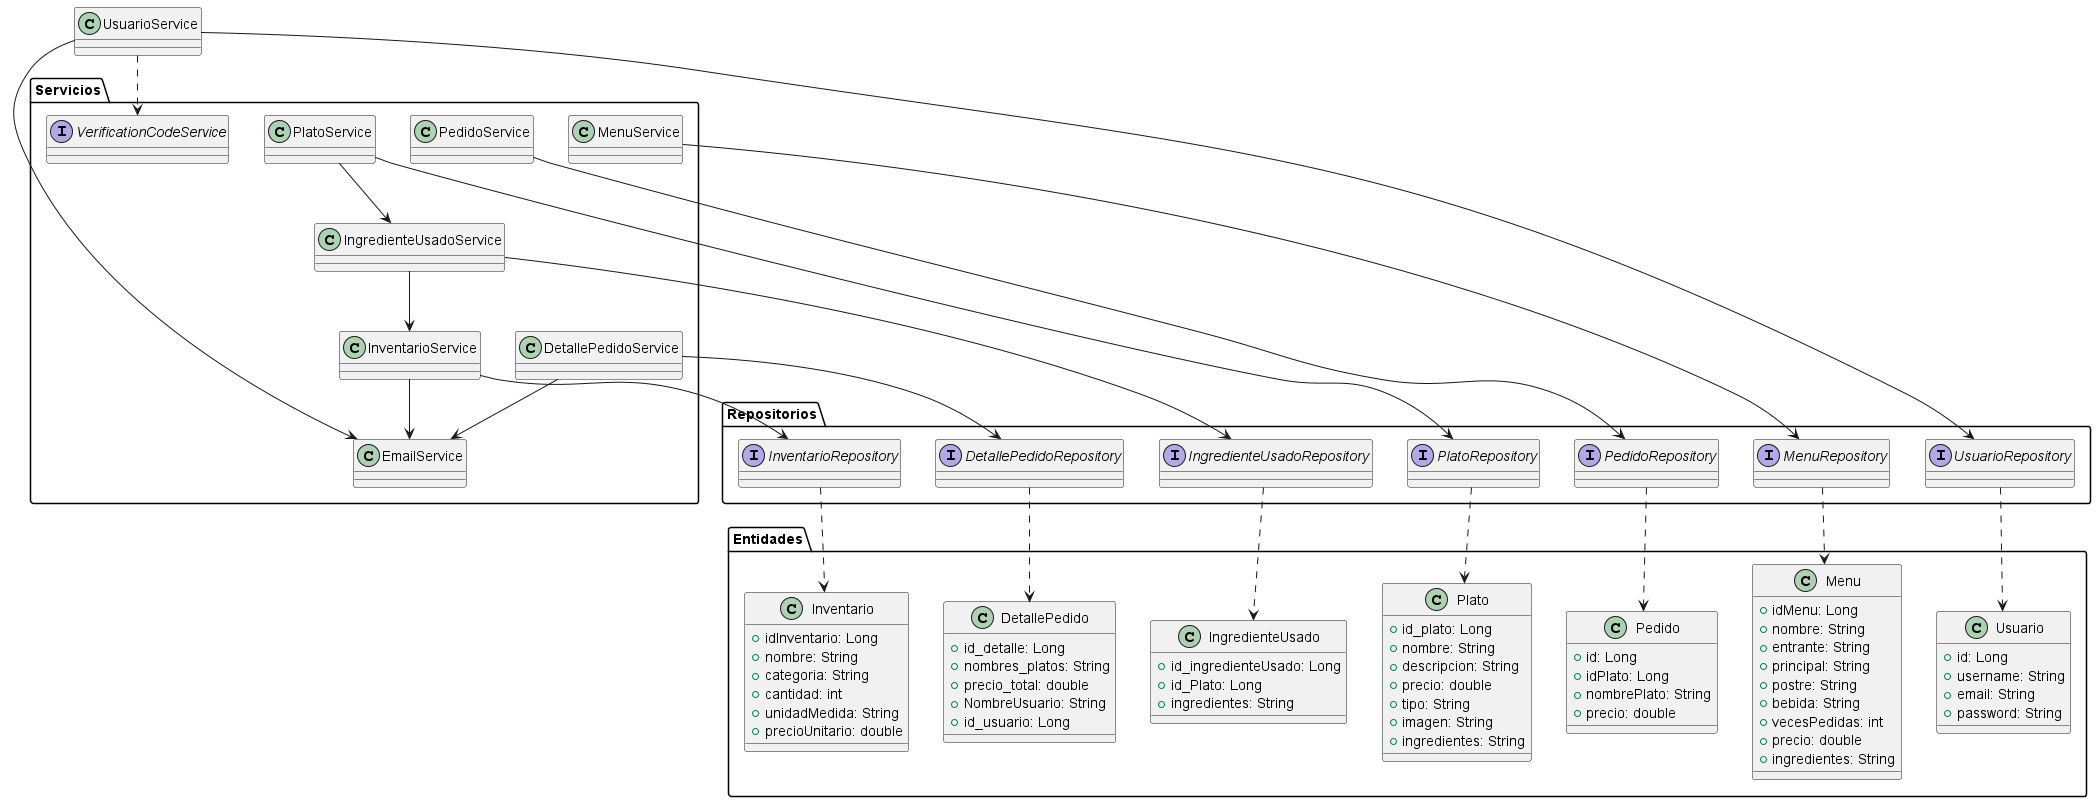 C UsuarioService
Servicios
I VerificationCodeService
C PlatoService
C PedidoService
C MenuService
C IngredienteUsadoService
C InventarioService
C DetallePedidoService
C EmailService
Repositorios
I InventarioRepository
I DetallePedidoRepository
I IngredienteUsadoRepository
I PlatoRepository
I PedidoRepository
I MenuRepository
I UsuarioRepository
Entidades
C Inventario
idInventario: Long
nombre: String
categoria: String
cantidad: int
unidadMedida: String
precioUnitario: double
C DetallePedido
id_detalle: Long
nombres_platos: String
precio_total: double
NombreUsuario: String
id_usuario: Long
C IngredienteUsado
id_ingredienteUsado: Long
id_Plato: Long
ingredientes: String
C Plato
id_plato: Long
nombre: String
descripcion: String
precio: double
tipo: String
imagen: String
ingredientes: String
C Pedido
id: Long
idPlato: Long
nombrePlato: String
precio: double
C Menu
idMenu: Long
nombre: String
entrante: String
principal: String
postre: String
bebida: String
vecesPedidas: int
precio: double
ingredientes: String
C Usuario
id: Long
username: String
email: String
password: String